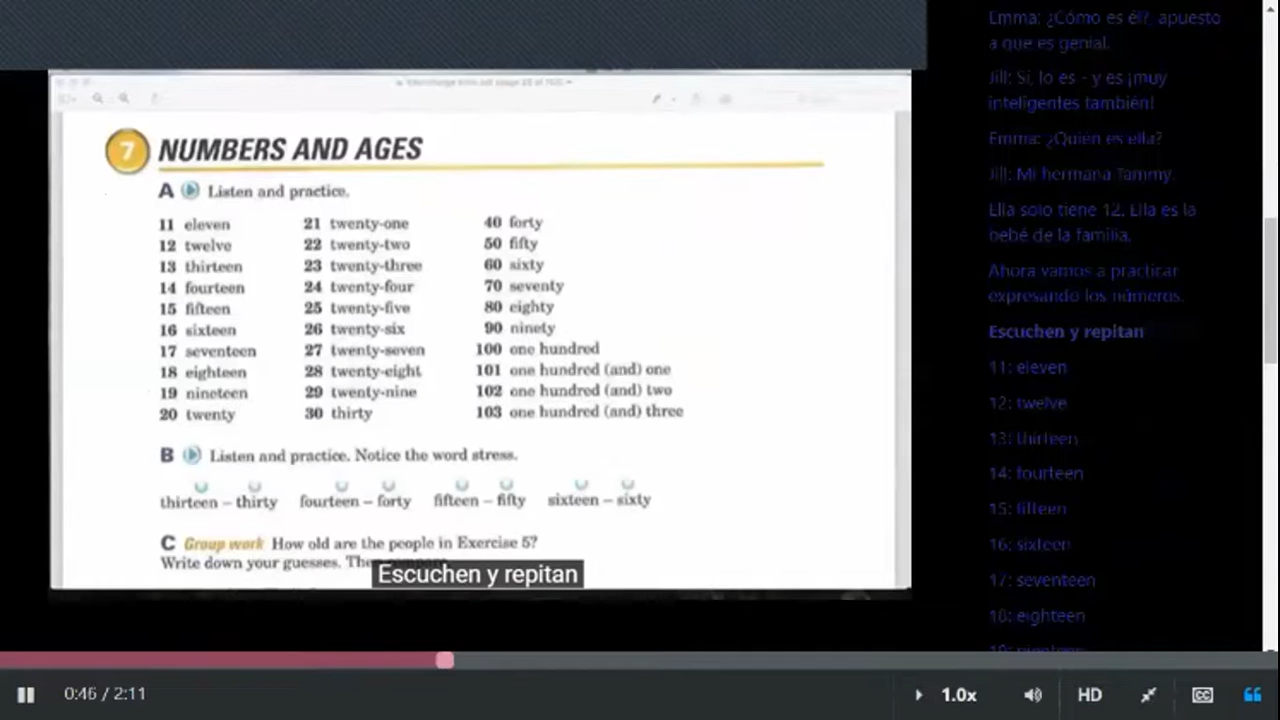 7 NUMBERS AND AGES
A Listen and practice.
11 eleven
12 twelve
13 thirteen
14 fourteen
15 fifteen
16 sixteen
17 seventeen
18 eighteen
19 nineteen
20 twenty
21 twenty-one
22 twenty-two
23 twenty-three
24 twenty-four
25 twenty-five
26 twenty-six
27 twenty-seven
28 twenty-eight
29 twenty-nine
30 thirty
40 forty
50 fifty
60 sixty
70 seventy
80 eighty
90 ninety
100 one hundred
101 one hundred (and) one
102 one hundred (and) two
103 one hundred (and) three
B Listen and practice. Notice the word stress.
thirteen – thirty fourteen – forty fifteen – fifty sixteen – sixty
C Group work How old are the people in Exercise 5?
Write down your guesses.
Escuchen y repitan
Emma: ¿Cómo es él?, apuesto
a que es genial.
Jill: Sí, lo es - y es ¡muy
inteligentes también!
Emma: ¿Quién es ella?
Jill: Mi hermana Tammy.
Ella solo tiene 12. Ella es la
bebé de la familia.
Ahora vamos a practicar
expresando los números.
Escuchen y repitan
11: eleven
12: twelve
13: thirteen
14: fourteen
15: fifteen
16: sixteen
17: seventeen
18: eighteen
0:46 / 2:11
1.0x
HD
CC